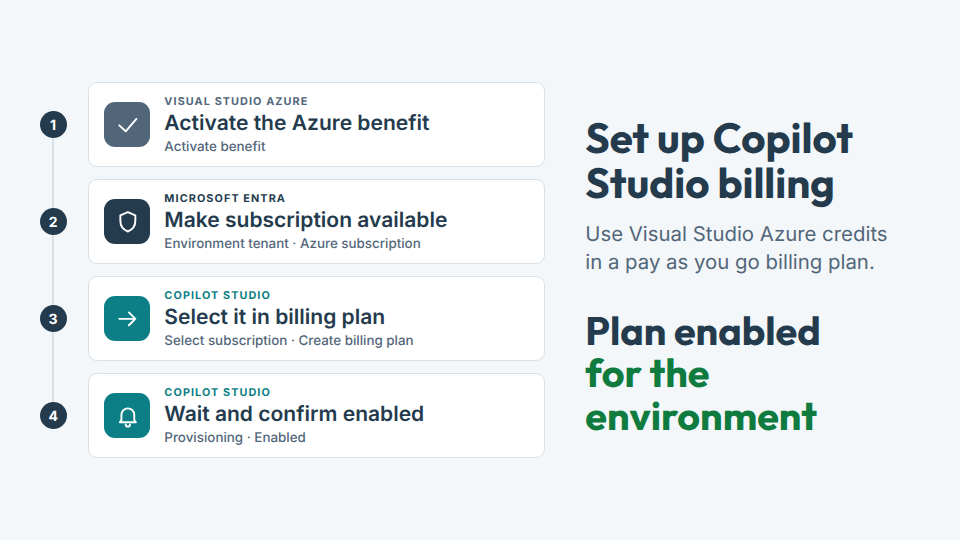 1
VISUAL STUDIO AZURE
Activate the Azure benefit
Activate benefit
2
MICROSOFT ENTRA
Make subscription available
Environment tenant · Azure subscription
3
COPILOT STUDIO
Select it in billing plan
Select subscription · Create billing plan
4
COPILOT STUDIO
Wait and confirm enabled
Provisioning · Enabled
Set up Copilot
Studio billing
Use Visual Studio Azure credits
in a pay as you go billing plan.
Plan enabled
for the
environment